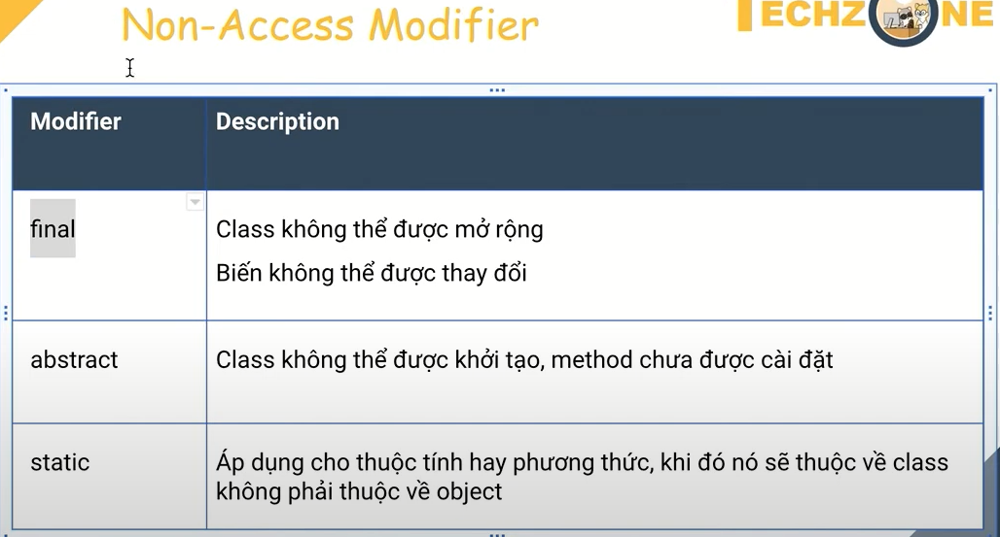 Non-Access Modifier
TECHZ NE
Modifier
Description
final
Class không thể được mở rộng
Biến không thể được thay đổi
abstract
Class không thể được khởi tạo, method chưa được cài đặt
static
Áp dụng cho thuộc tính hay phương thức, khi đó nó sẽ thuộc về class
không phải thuộc về object